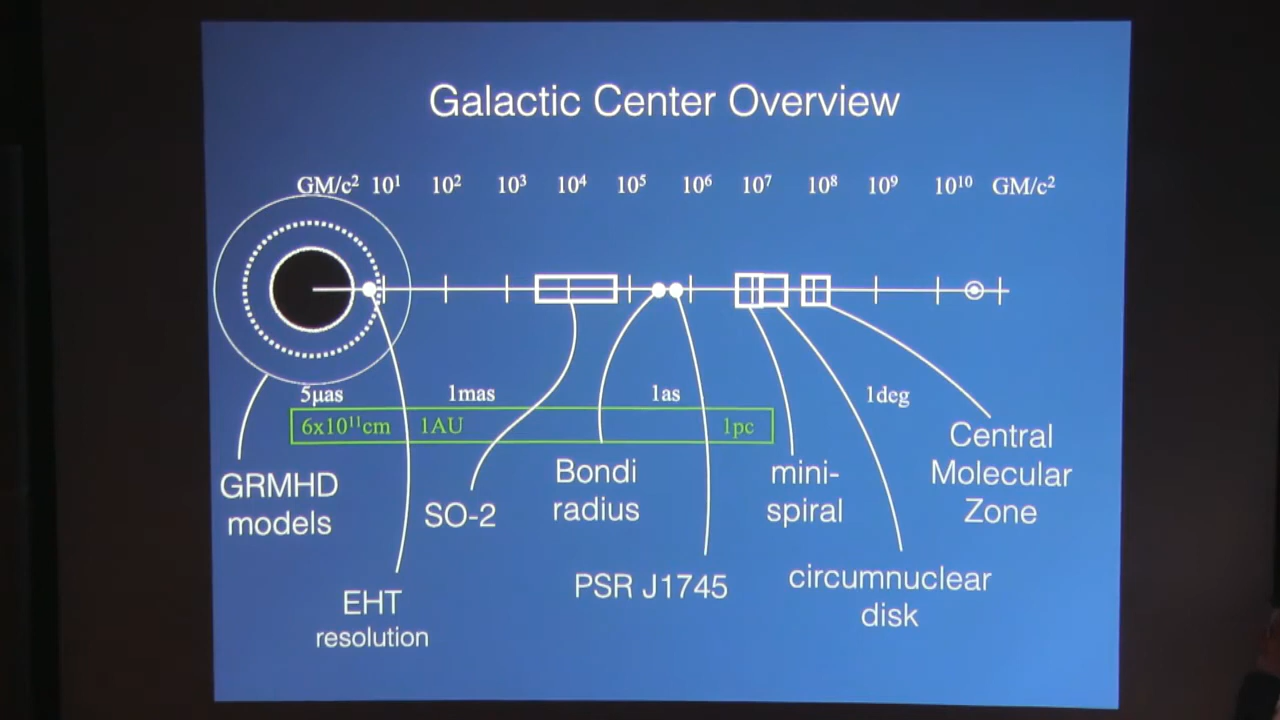 Galactic Center Overview
GM/c² 10¹ 10² 10³ 10⁴ 10⁵ 10⁶ 10⁷ 10⁸ 10⁹ 10¹⁰ GM/c²
5μas 1mas 1as 1deg
6x10¹¹cm 1AU 1pc
GRMHD
models
EHT
resolution
SO-2
Bondi
radius
PSR J1745
mini-
spiral
circumnuclear
disk
Central
Molecular
Zone